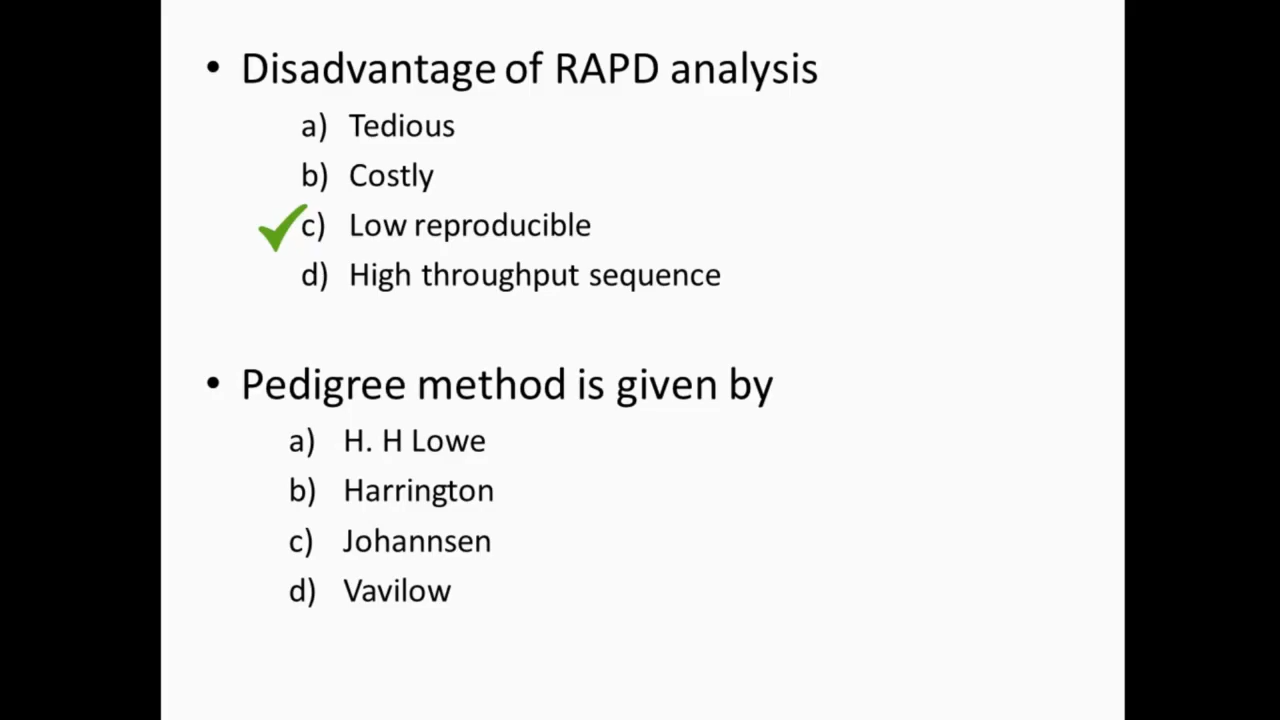 • Disadvantage of RAPD analysis
a) Tedious
b) Costly
c) Low reproducible
d) High throughput sequence
• Pedigree method is given by
a) H. H Lowe
b) Harrington
c) Johannsen
d) Vavilow